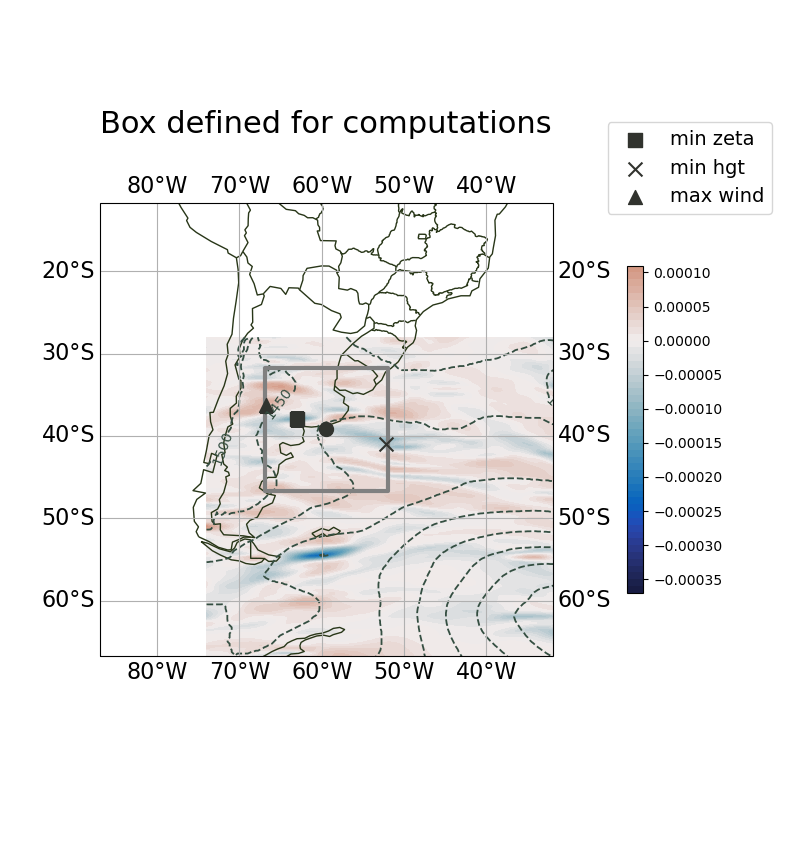 Box defined for computations
min zeta
min hgt
max wind
80°W 70°W 60°W 50°W 40°W
20°S 20°S
30°S 30°S
40°S 40°S
50°S 50°S
60°S 60°S
80°W 70°W 60°W 50°W 40°W
1450
0.00010
0.00005
0.00000
−0.00005
−0.00010
−0.00015
−0.00020
−0.00025
−0.00030
−0.00035